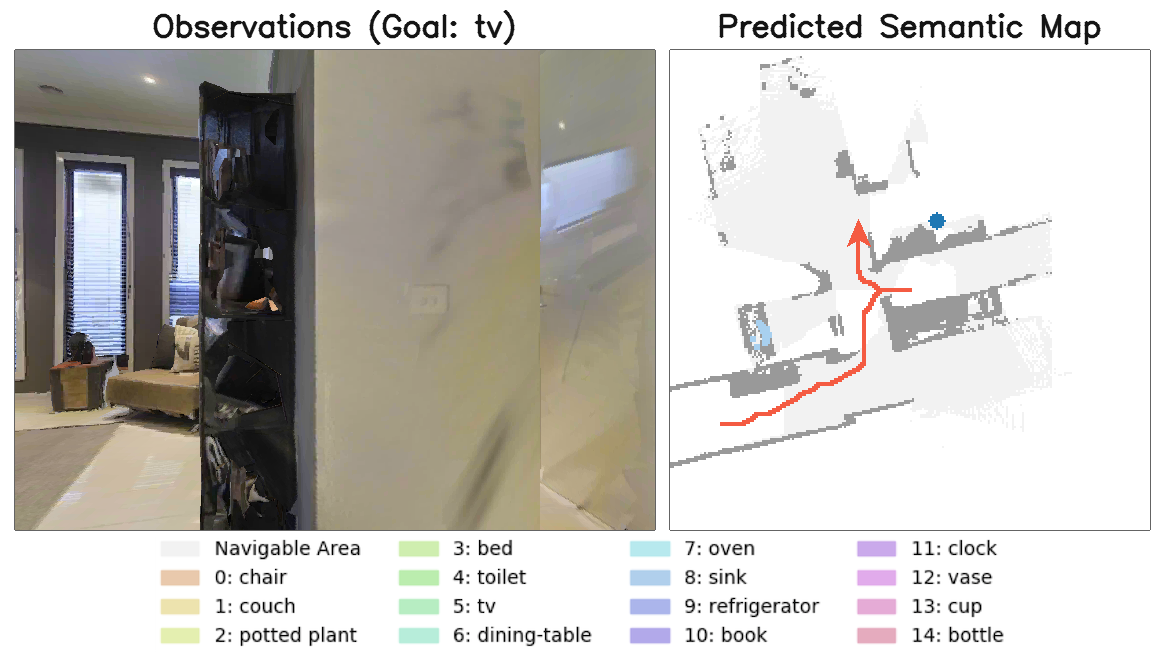 Observations (Goal: tv)
Predicted Semantic Map
Navigable Area
0: chair
1: couch
2: potted plant
3: bed
4: toilet
5: tv
6: dining-table
7: oven
8: sink
9: refrigerator
10: book
11: clock
12: vase
13: cup
14: bottle